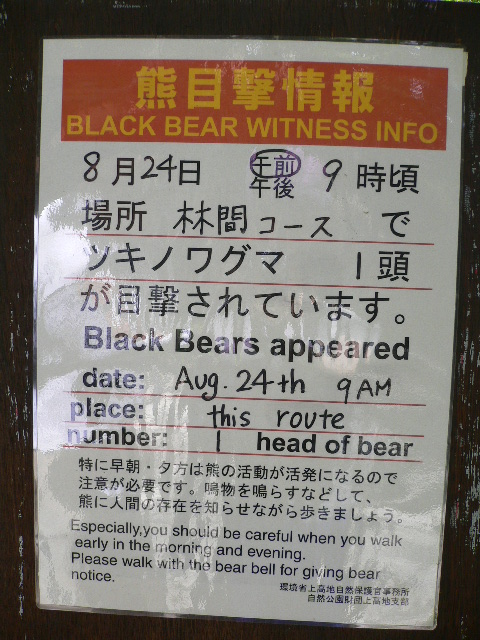 熊目撃情報
BLACK BEAR WITNESS INFO
8月24日 午前 午後 9時頃
場所 林間コース で
ツキノワグマ 1頭
が目撃されています。
Black Bears appeared
date: Aug. 24th 9AM
place: this route
number: 1 head of bear
特に早朝・夕方は熊の活動が活発になるので
注意が必要です。鳴物を鳴らすなどして、
熊に人間の存在を知らせながら歩きましょう。
Especially,you should be careful when you walk
early in the morning and evening.
Please walk with the bear bell for giving bear
notice.
環境省上高地自然保護官事務所
自然公園財団上高地支部